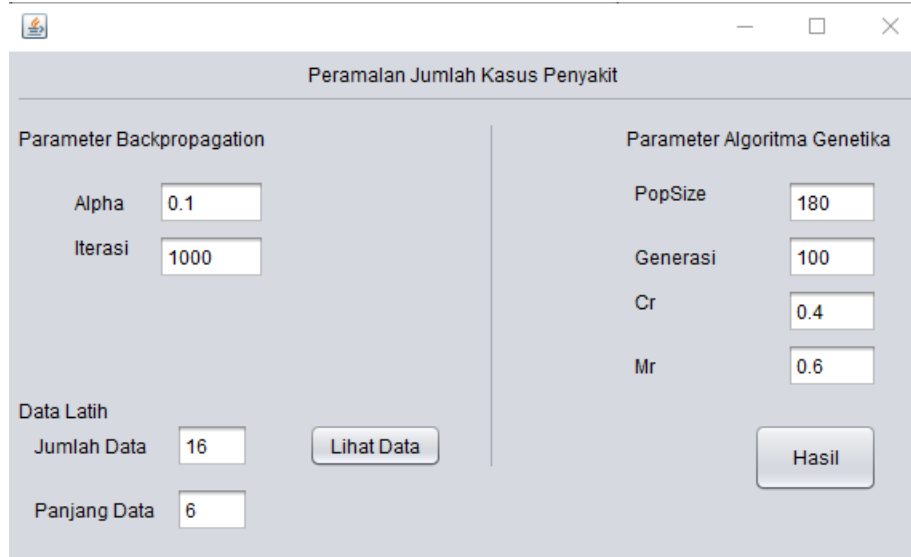 Peramalan Jumlah Kasus Penyakit
Parameter Backpropagation
Alpha 0.1
Iterasi 1000
Data Latih
Jumlah Data 16 Lihat Data
Panjang Data 6
Parameter Algoritma Genetika
PopSize 180
Generasi 100
Cr 0.4
Mr 0.6
Hasil